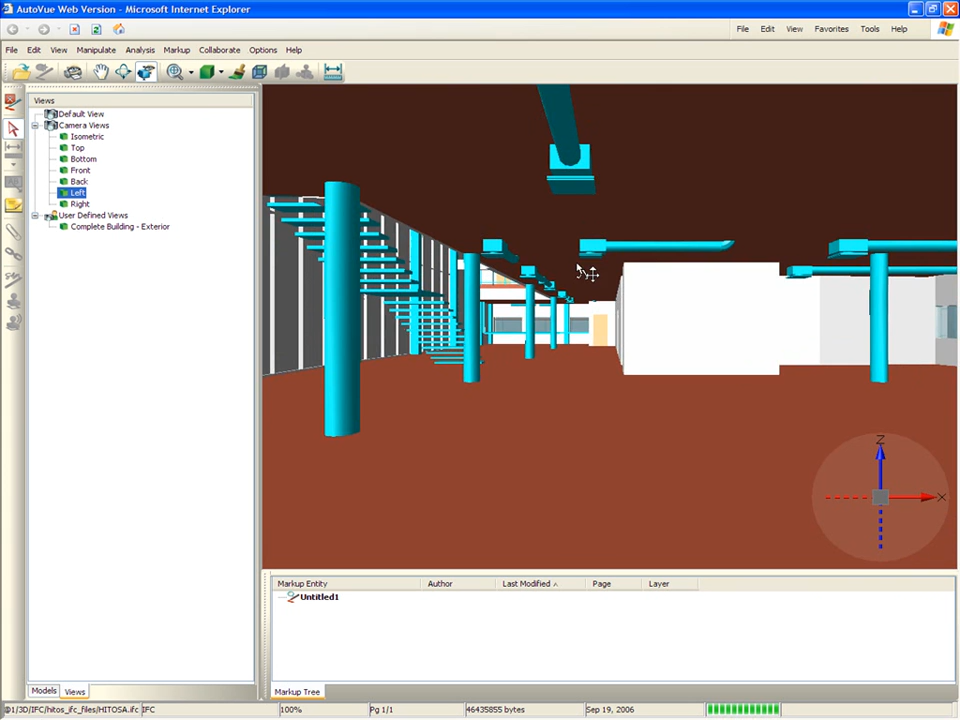 AutoVue Web Version - Microsoft Internet Explorer
File Edit View Favorites Tools Help
File Edit View Manipulate Analysis Markup Collaborate Options Help
Views
Default View
Camera Views
Isometric
Top
Bottom
Front
Back
Left
Right
User Defined Views
Complete Building - Exterior
Z
X
Markup Entity Author Last Modified Page Layer
Untitled1
Models Views
Markup Tree
1/3D/IFC/hitos_ifc_files/HITOSA.ifc IFC 100% Pg 1/1 46435855 bytes Sep 19, 2006